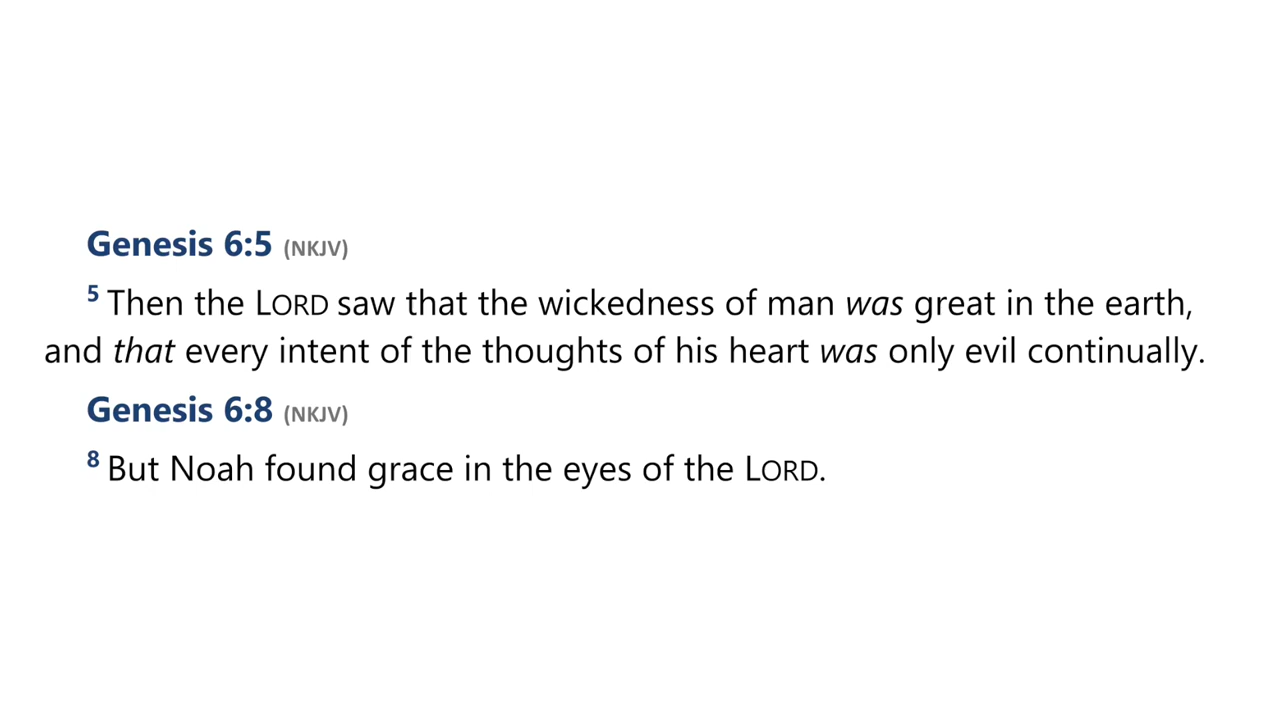 Genesis 6:5 (NKJV)
5 Then the LORD saw that the wickedness of man was great in the earth,
and that every intent of the thoughts of his heart was only evil continually.
Genesis 6:8 (NKJV)
8 But Noah found grace in the eyes of the LORD.